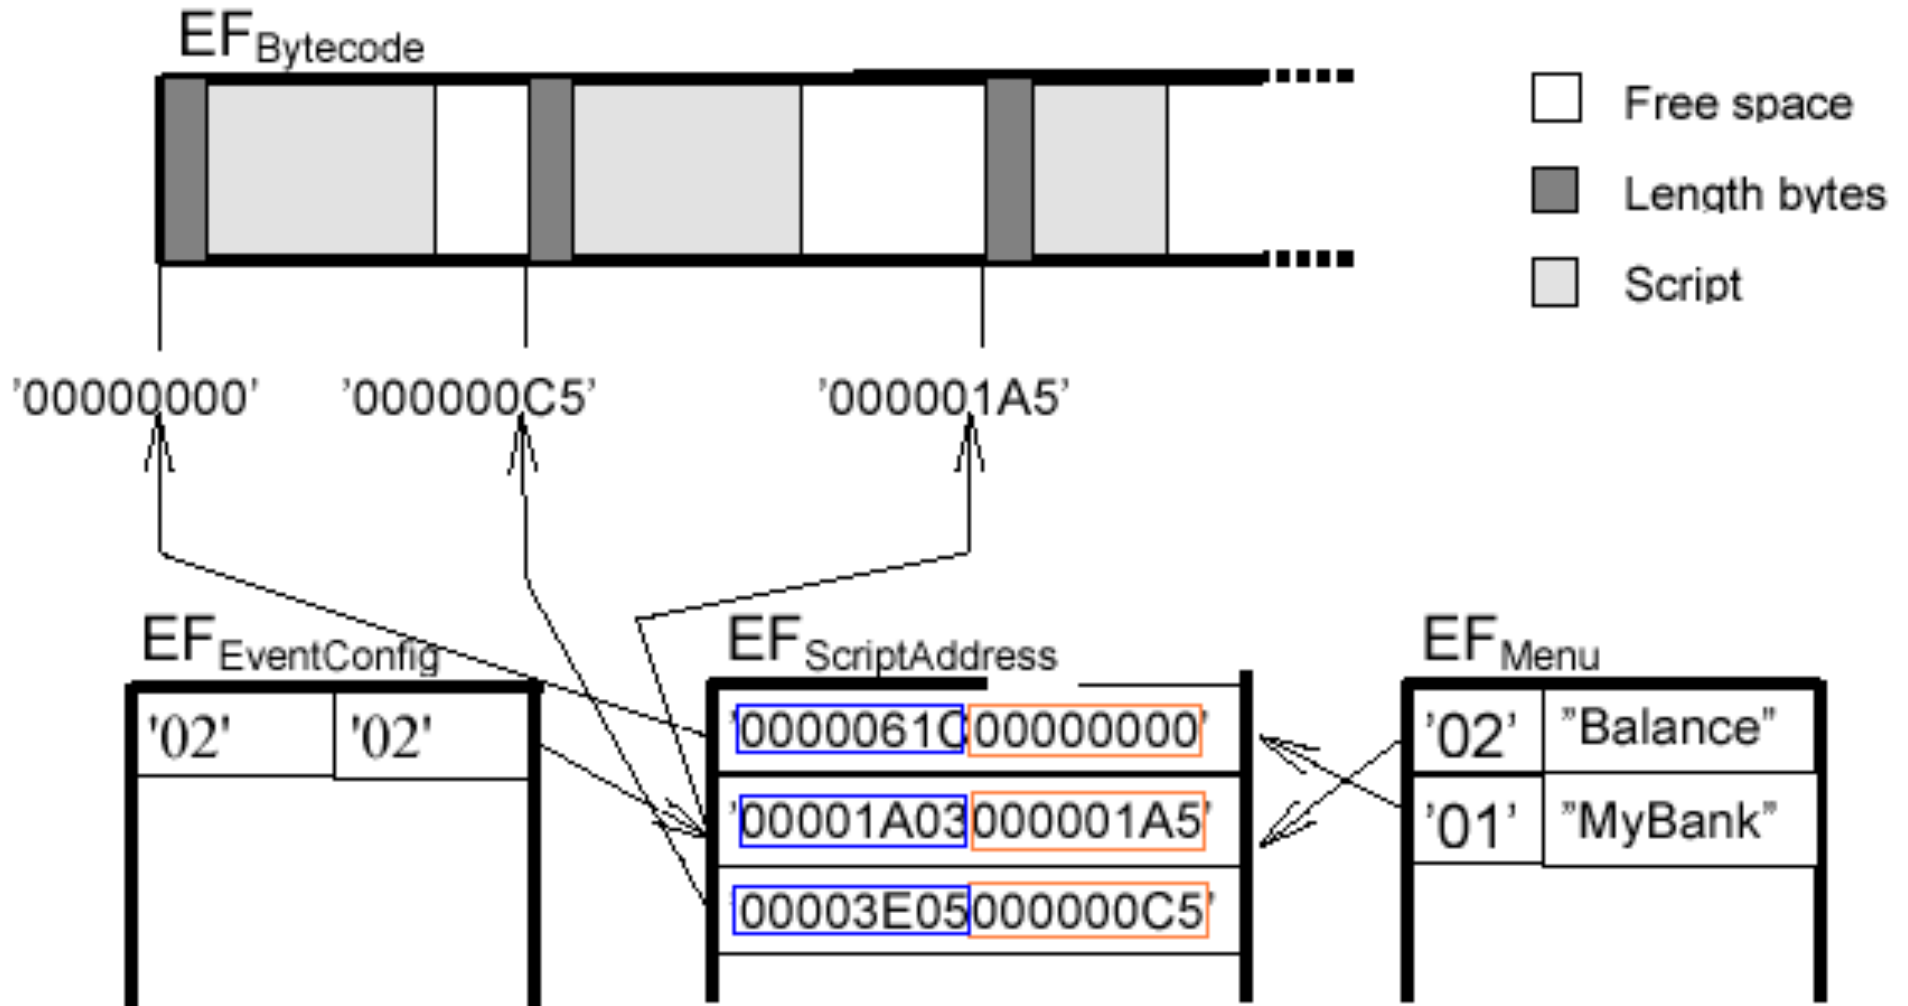 EFBytecode
Free space
Length bytes
Script
'00000000' '000000C5' '000001A5'
EFEventConfig EFScriptAddress EFMenu
'02' '02' '0000061C00000000' '02' "Balance"
'00001A03000001A5' '01' "MyBank"
'00003E05000000C5'